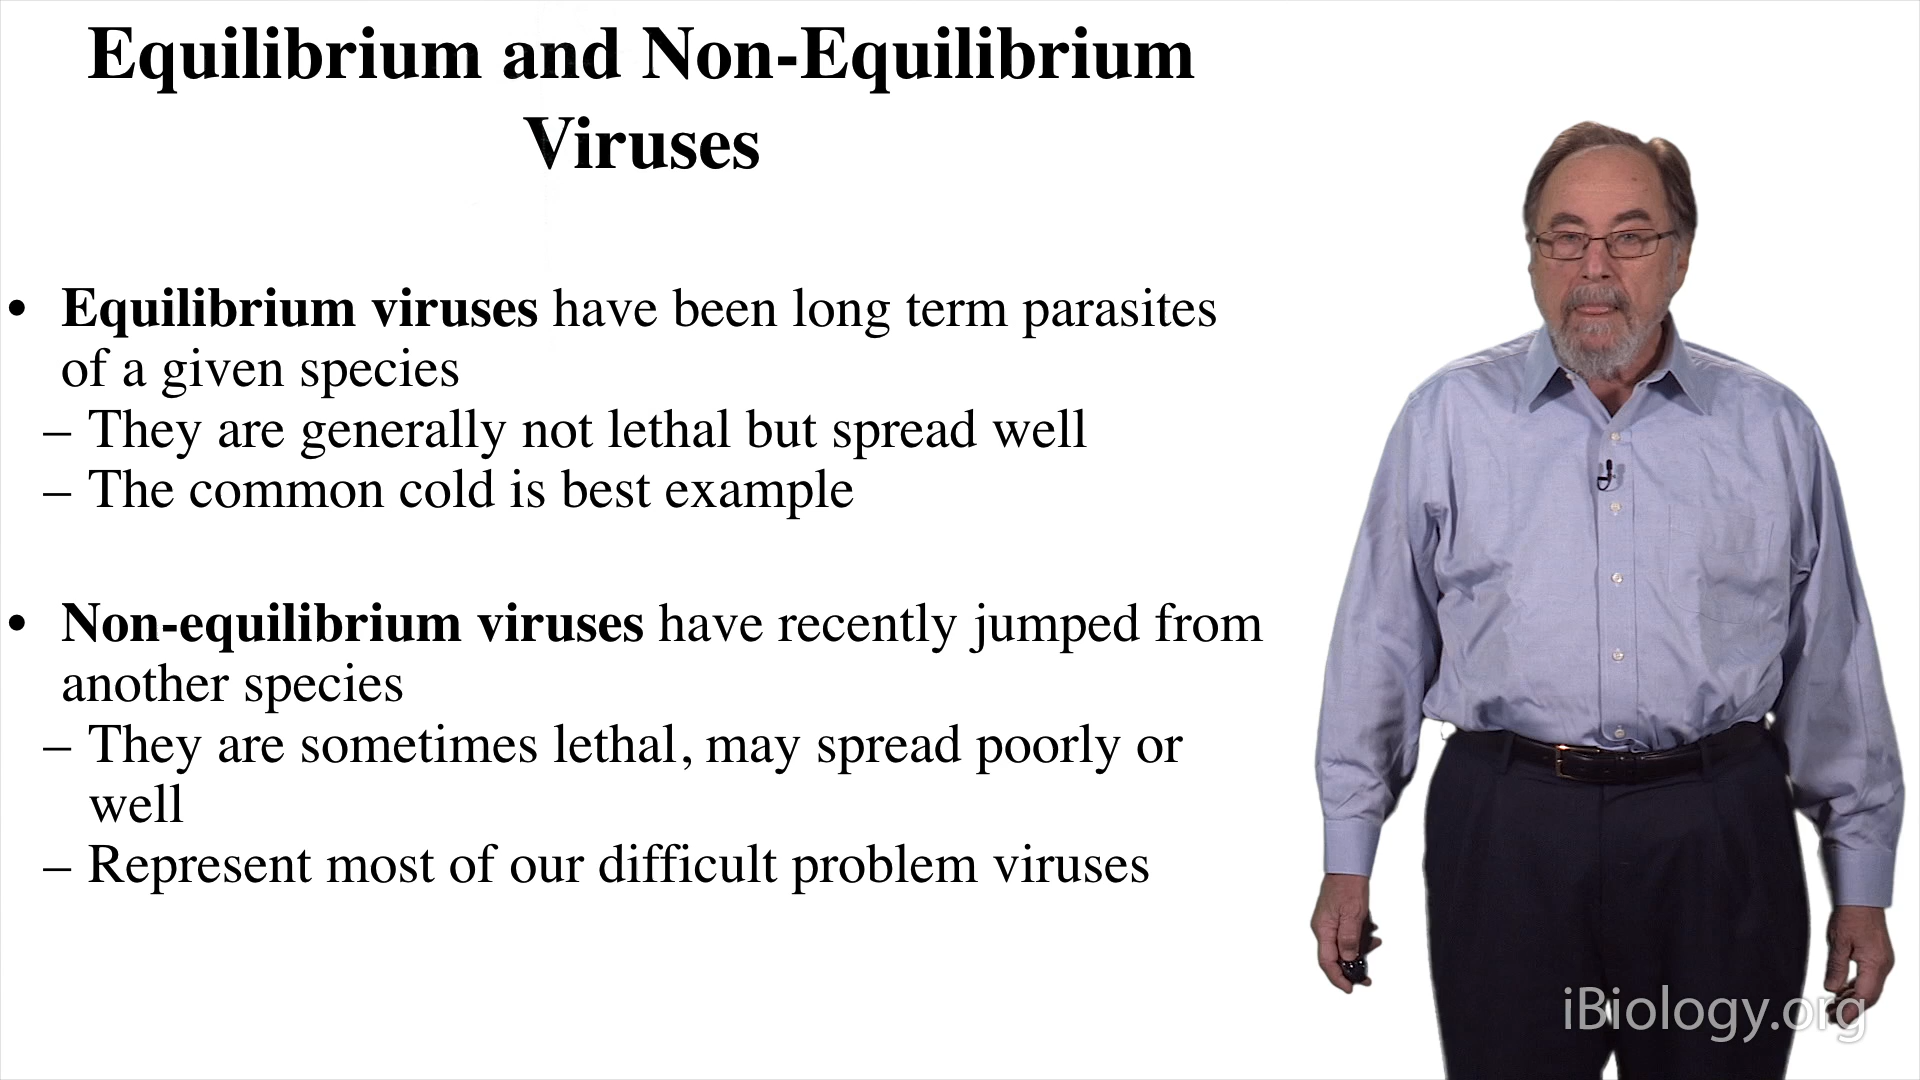 Equilibrium and Non-Equilibrium
Viruses
• Equilibrium viruses have been long term parasites
of a given species
– They are generally not lethal but spread well
– The common cold is best example
• Non-equilibrium viruses have recently jumped from
another species
– They are sometimes lethal, may spread poorly or
well
– Represent most of our difficult problem viruses
iBiology.org